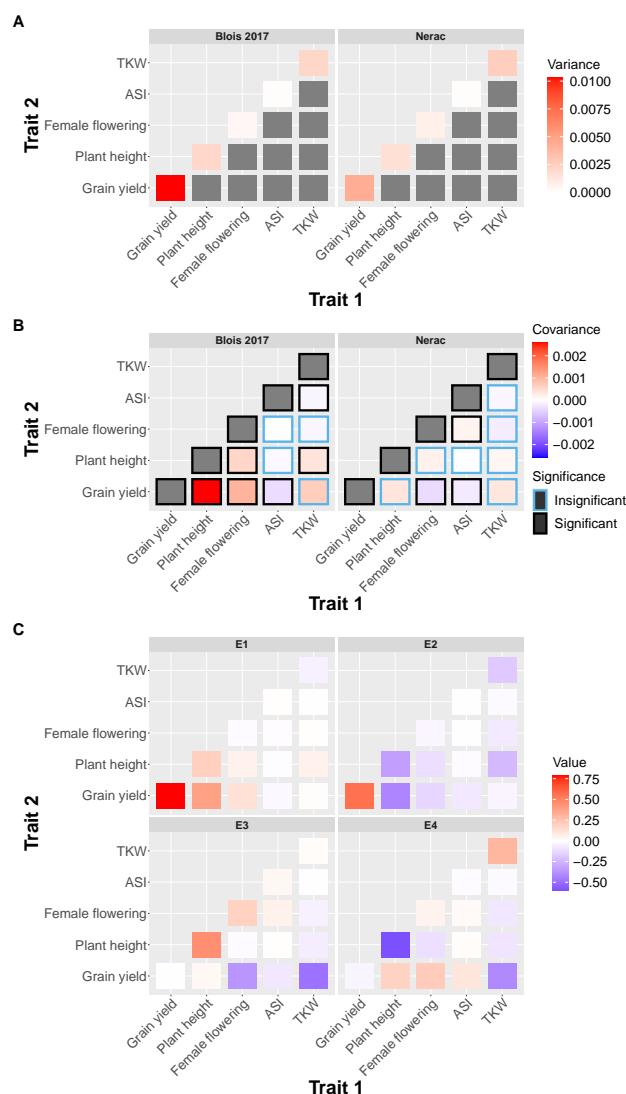 A
Blois 2017
Nerac
Trait 2
TKW
ASI
Female flowering
Plant height
Grain yield
Grain yield
Plant height
Female flowering
ASI
TKW
Grain yield
Plant height
Female flowering
ASI
TKW
Trait 1
Variance
0.0100
0.0075
0.0050
0.0025
0.0000
B
Blois 2017
Nerac
Trait 2
TKW
ASI
Female flowering
Plant height
Grain yield
Grain yield
Plant height
Female flowering
ASI
TKW
Grain yield
Plant height
Female flowering
ASI
TKW
Trait 1
Covariance
0.002
0.001
0.000
−0.001
−0.002
Significance
Insignificant
Significant
C
E1
E2
Trait 2
TKW
ASI
Female flowering
Plant height
Grain yield
E3
E4
TKW
ASI
Female flowering
Plant height
Grain yield
Grain yield
Plant height
Female flowering
ASI
TKW
Grain yield
Plant height
Female flowering
ASI
TKW
Trait 1
Value
0.75
0.50
0.25
0.00
−0.25
−0.50